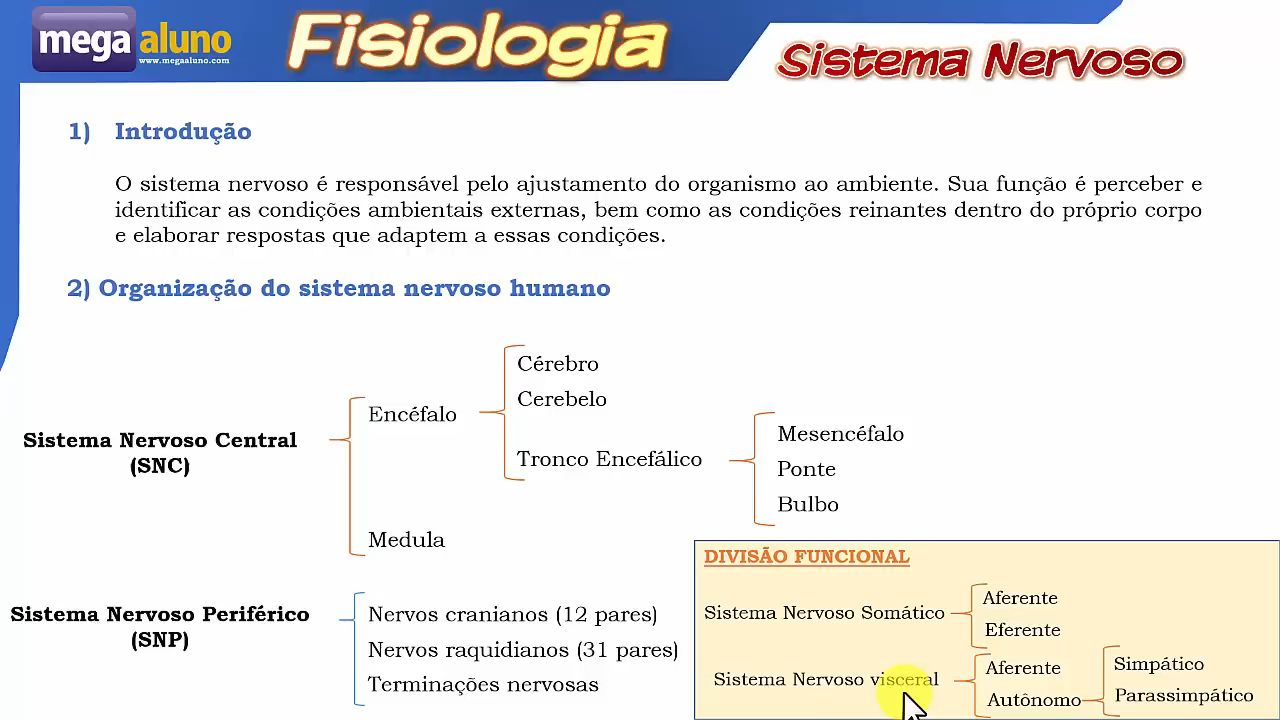 mega aluno
www.megaaluno.com
Fisiologia
Sistema Nervoso
1) Introdução
O sistema nervoso é responsável pelo ajustamento do organismo ao ambiente. Sua função é perceber e
identificar as condições ambientais externas, bem como as condições reinantes dentro do próprio corpo
e elaborar respostas que adaptem a essas condições.
2) Organização do sistema nervoso humano
Sistema Nervoso Central
(SNC)
Encéfalo
Cérebro
Cerebelo
Tronco Encefálico
Mesencéfalo
Ponte
Bulbo
Medula
Sistema Nervoso Periférico
(SNP)
Nervos cranianos (12 pares)
Nervos raquidianos (31 pares)
Terminações nervosas
DIVISÃO FUNCIONAL
Sistema Nervoso Somático
Aferente
Eferente
Sistema Nervoso visceral
Aferente
Autônomo
Simpático
Parassimpático